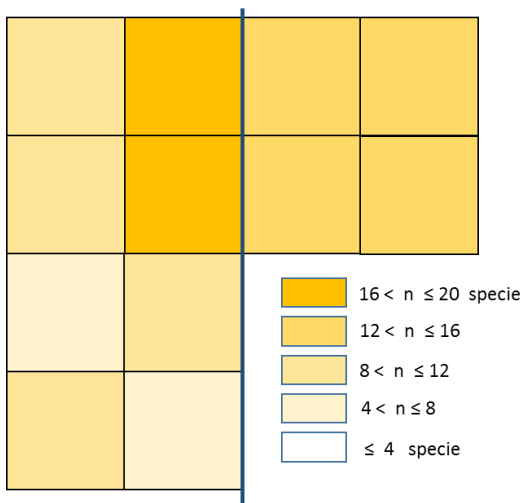 16 < n ≤ 20 specie
12 < n ≤ 16
8 < n ≤ 12
4 < n ≤ 8
≤ 4 specie